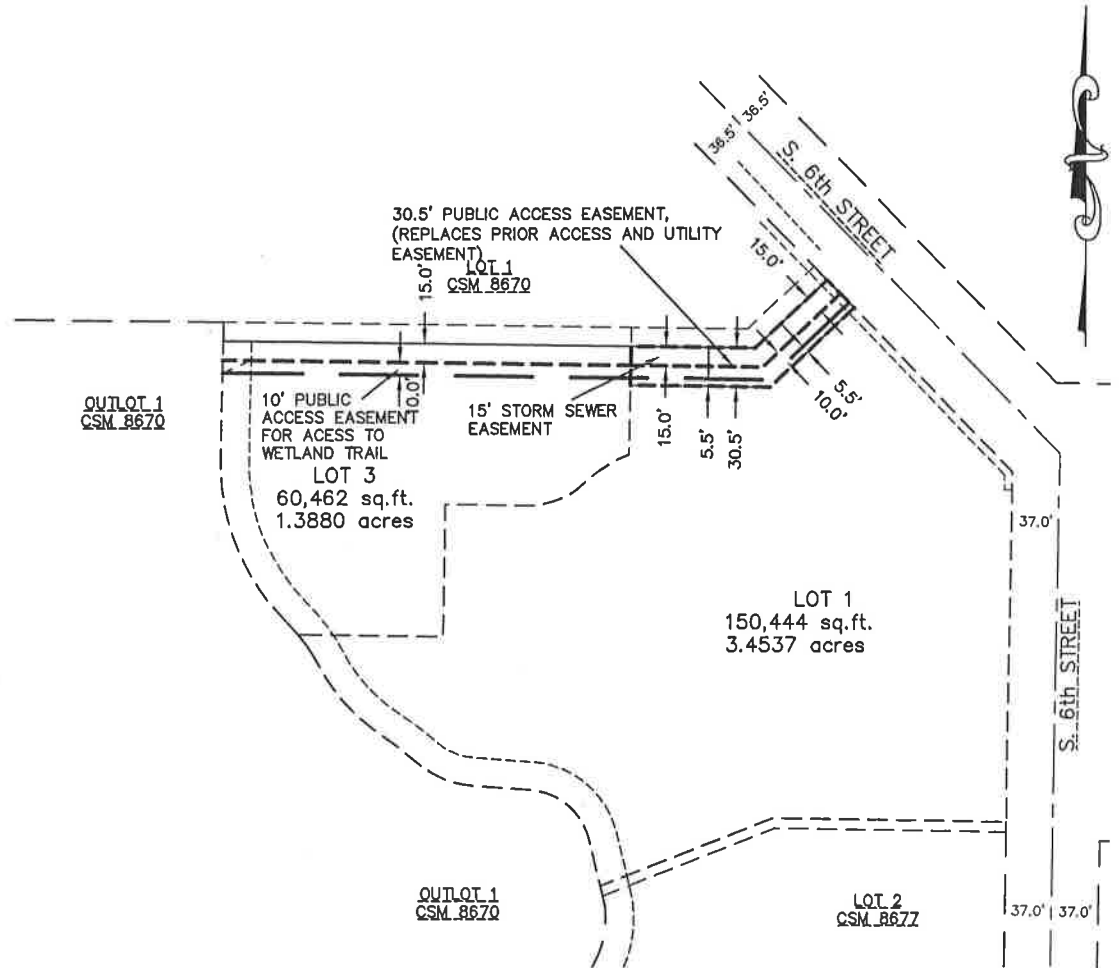 36.5'
36.5'
S. 6th STREET
30.5' PUBLIC ACCESS EASEMENT,
(REPLACES PRIOR ACCESS AND UTILITY
EASEMENT)
LOT 1
CSM 8670
15.0'
15.0'
OUTLOT 1
CSM 8670
10' PUBLIC
ACCESS EASEMENT
FOR ACESS TO
WETLAND TRAIL
15' STORM SEWER
EASEMENT
15.0'
5.5'
30.5'
5.5'
10.0'
LOT 3
60,462 sq.ft.
1.3880 acres
37.0'
LOT 1
150,444 sq.ft.
3.4537 acres
S. 6th STREET
OUTLOT 1
CSM 8670
LOT 2
CSM 8677
37.0'
37.0'